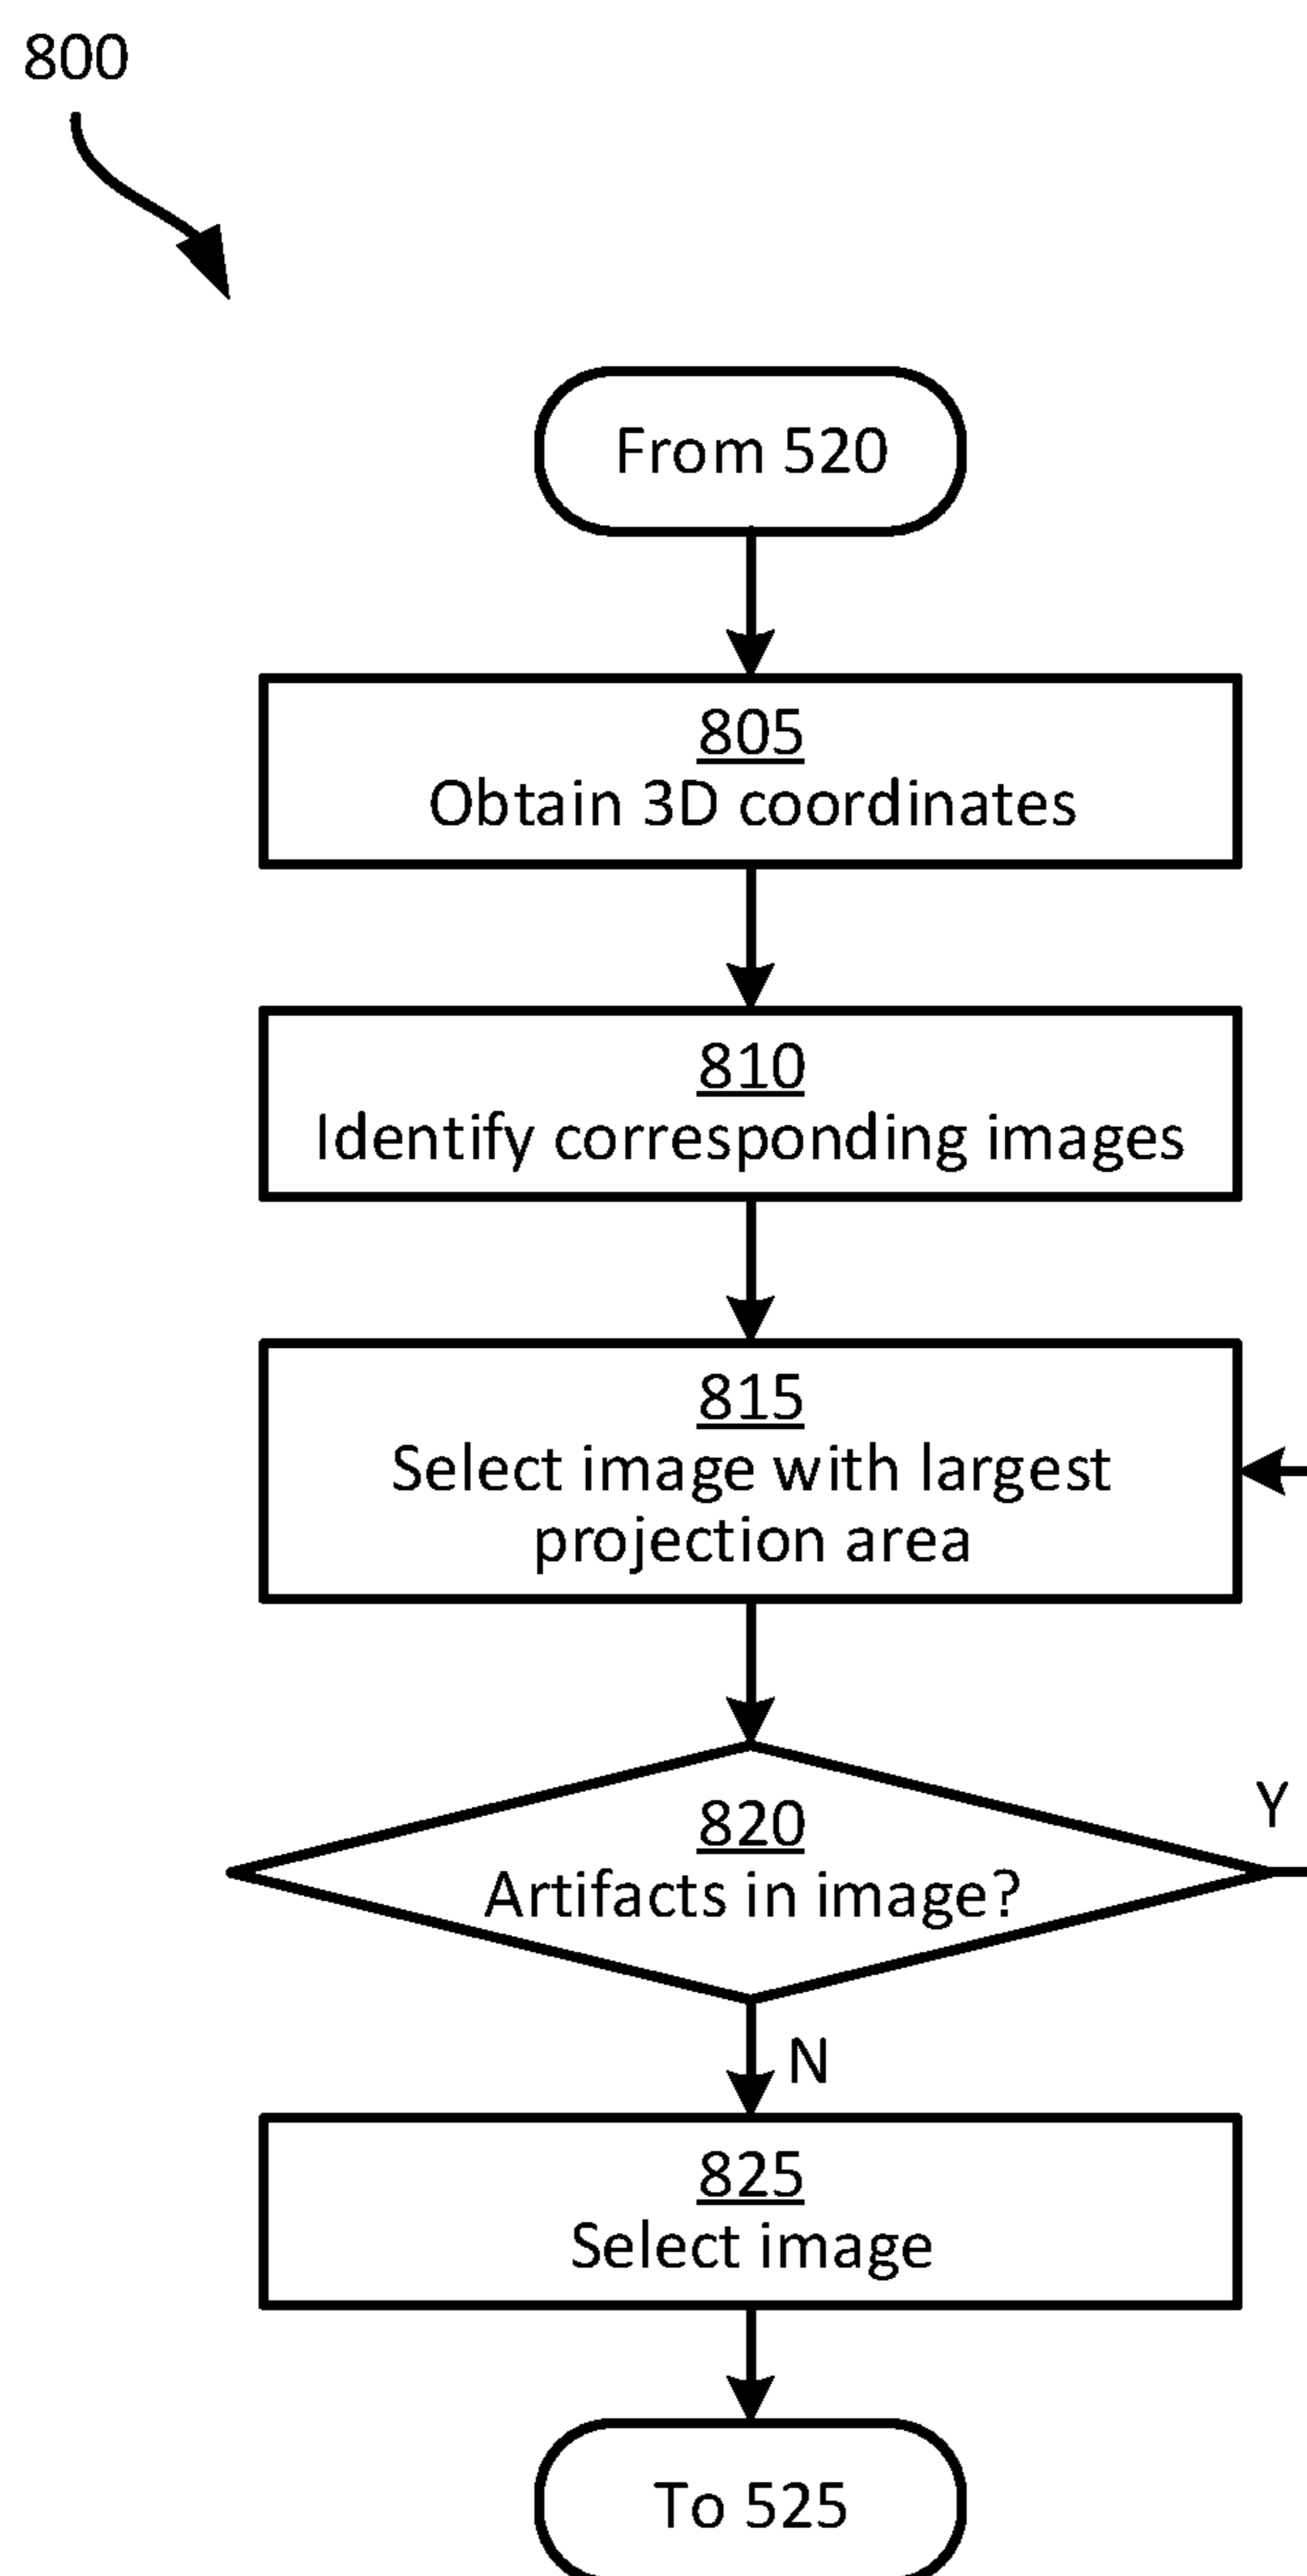 800
From 520
805
Obtain 3D coordinates
810
Identify corresponding images
815
Select image with largest
projection area
820
Artifacts in image?
Y
N
825
Select image
To 525